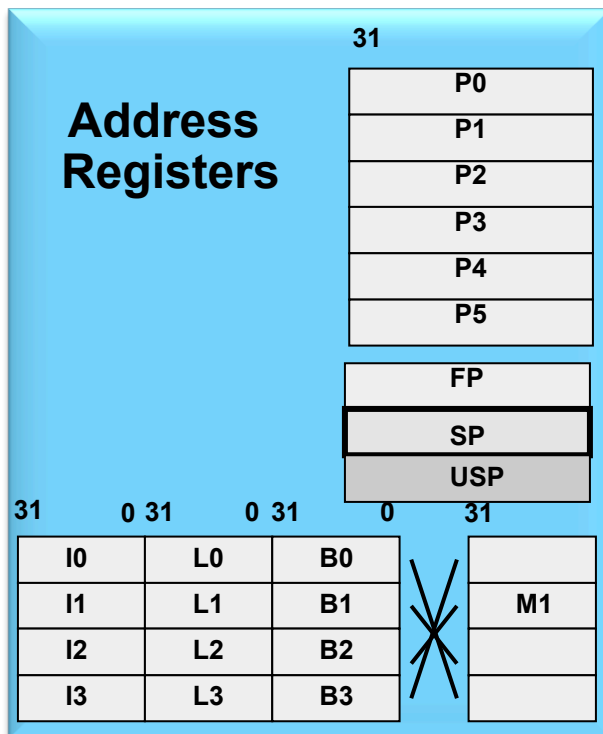 31
Address
Registers
P0
P1
P2
P3
P4
P5
FP
SP
USP
31 0 31 0 31 0 31
I0 L0 B0
I1 L1 B1 M1
I2 L2 B2
I3 L3 B3